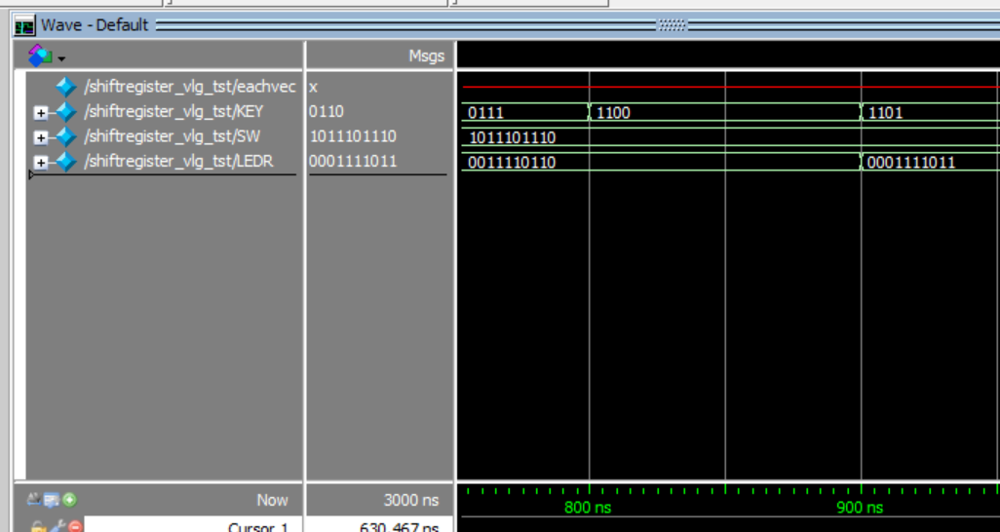 Wave - Default
Msgs
/shiftregister_vlg_tst/eachvec x
/shiftregister_vlg_tst/KEY 0110 0111 1100 1101
/shiftregister_vlg_tst/SW 1011101110 1011101110
/shiftregister_vlg_tst/LEDR 0001111011 0011110110 0001111011
Now 3000 ns 800 ns 900 ns
Cursor 1 630.467 ns